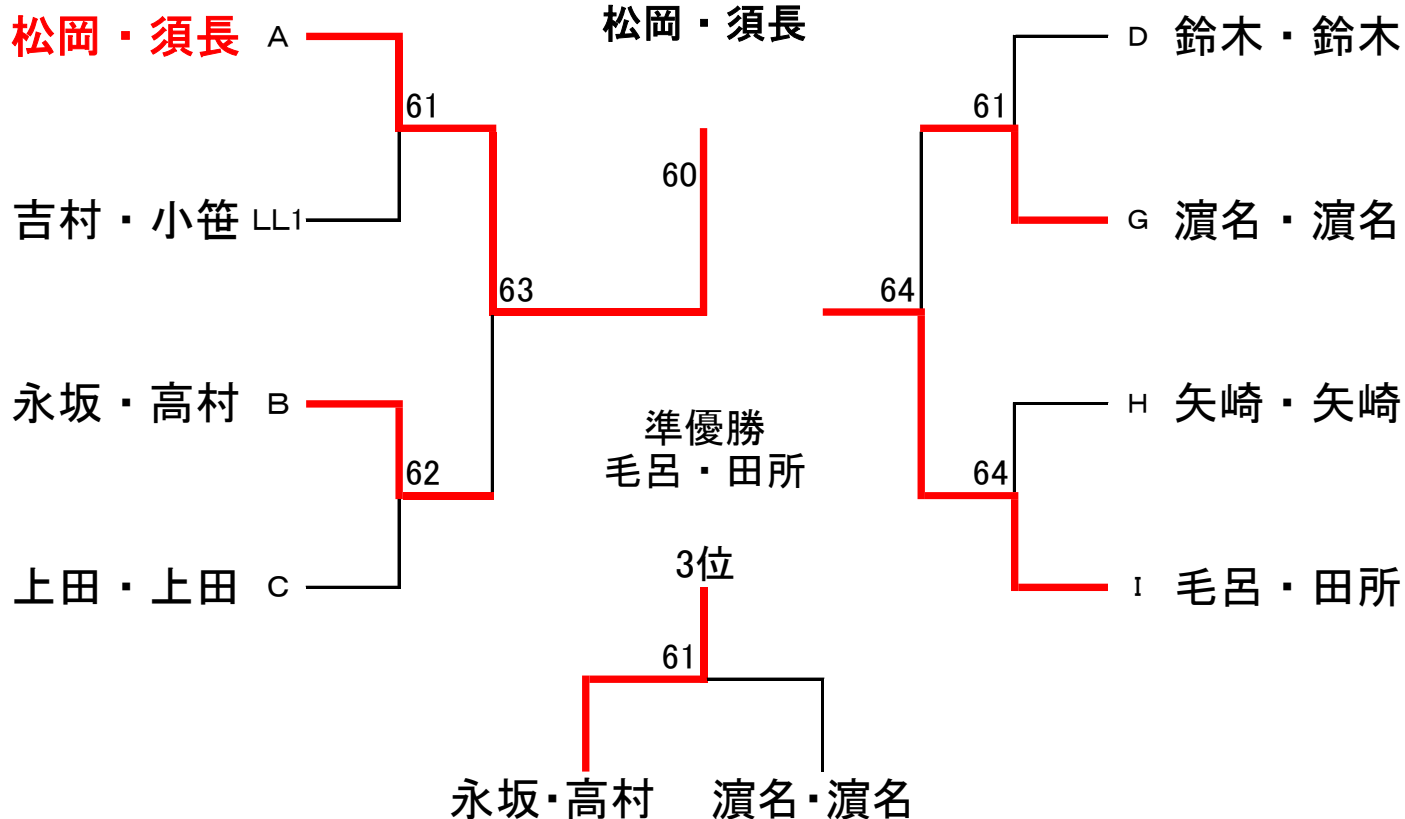 松岡・須長 A
松岡・須長
D 鈴木・鈴木
61
61
60
吉村・小笹 LL1
G 濵名・濵名
63
64
永坂・高村 B
H 矢崎・矢崎
準優勝
毛呂・田所
62
64
3位
上田・上田 C
I 毛呂・田所
61
永坂・高村
濵名・濵名